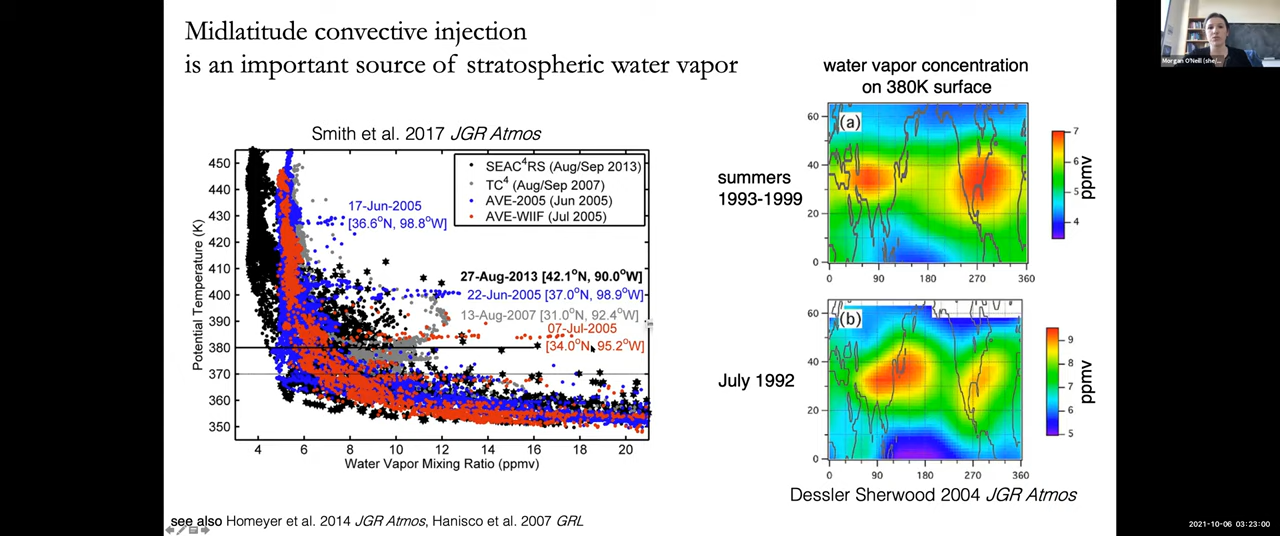 Midlatitude convective injection
is an important source of stratospheric water vapor
Morgan O'Neill (she/...
water vapor concentration
on 380K surface
Smith et al. 2017 JGR Atmos
SEAC⁴RS (Aug/Sep 2013)
TC⁴ (Aug/Sep 2007)
AVE-2005 (Jun 2005)
AVE-WIIF (Jul 2005)
17-Jun-2005
[36.6°N, 98.8°W]
27-Aug-2013 [42.1°N, 90.0°W]
22-Jun-2005 [37.0°N, 98.9°W]
13-Aug-2007 [31.0°N, 92.4°W]
07-Jul-2005
[34.0°N, 95.2°W]
Potential Temperature (K)
450
440
430
420
410
400
390
380
370
360
350
4 6 8 10 12 14 16 18 20
Water Vapor Mixing Ratio (ppmv)
summers
1993-1999
(a)
60
40
20
0
0 90 180 270 360
7
6
5
4
ppmv
July 1992
(b)
60
40
20
0
0 90 180 270 360
9
8
7
6
5
ppmv
Dessler Sherwood 2004 JGR Atmos
see also Homeyer et al. 2014 JGR Atmos, Hanisco et al. 2007 GRL
2021-10-06 03:23:00